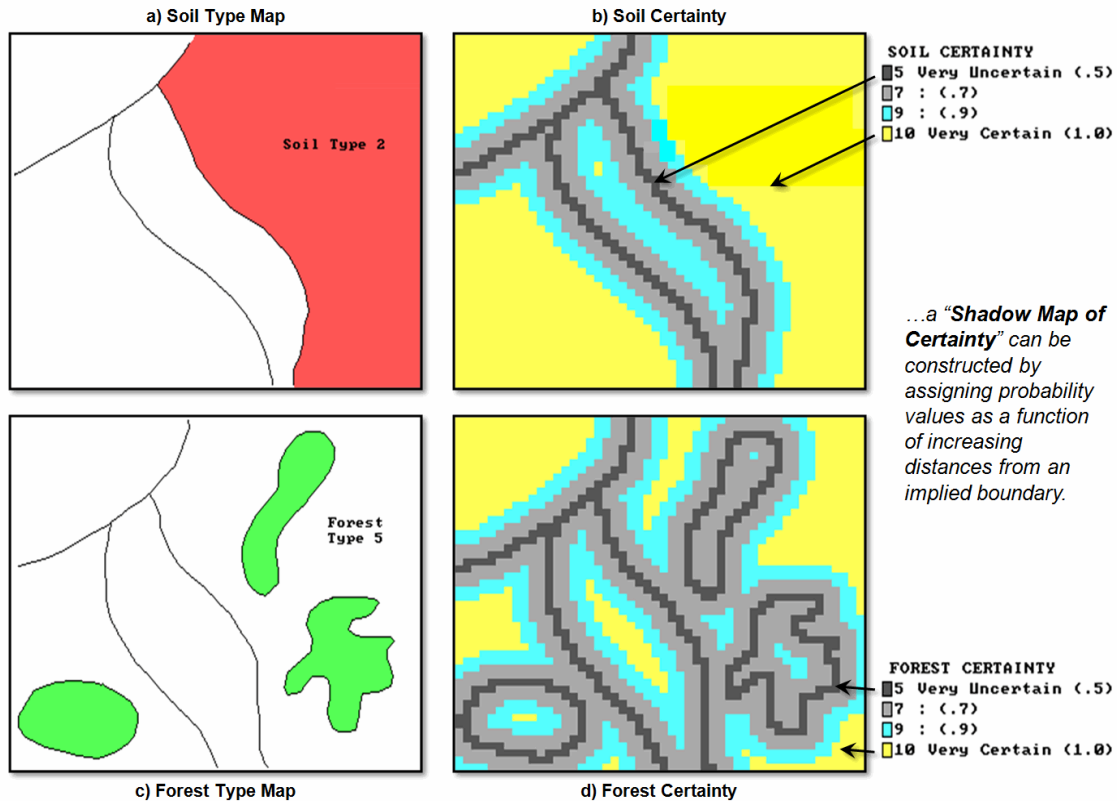 a) Soil Type Map
b) Soil Certainty
Soil Type 2
SOIL CERTAINTY
5 Very Uncertain (.5)
7 : (.7)
9 : (.9)
10 Very Certain (1.0)
…a “Shadow Map of
Certainty” can be
constructed by
assigning probability
values as a function
of increasing
distances from an
implied boundary.
Forest
Type 5
FOREST CERTAINTY
5 Very Uncertain (.5)
7 : (.7)
9 : (.9)
10 Very Certain (1.0)
c) Forest Type Map
d) Forest Certainty